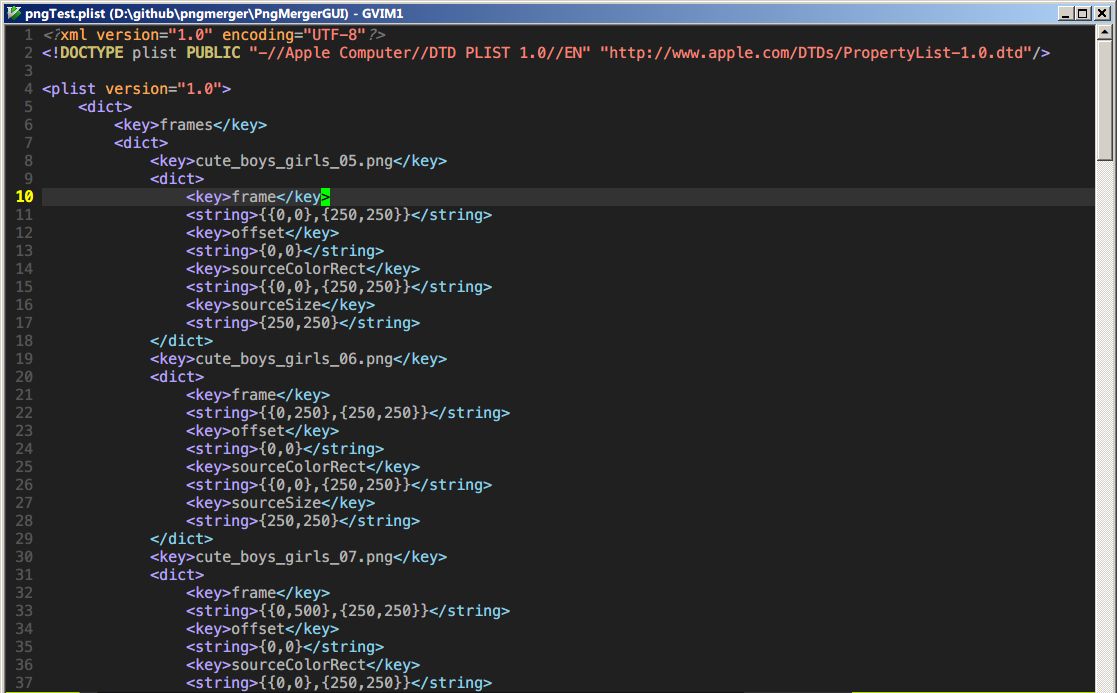 pngTest.plist (D:\github\pngmerger\PngMergerGUI) - GVIM1
1 <?xml version="1.0" encoding="UTF-8"?>
2 <!DOCTYPE plist PUBLIC "-//Apple Computer//DTD PLIST 1.0//EN" "http://www.apple.com/DTDs/PropertyList-1.0.dtd"/>
3
4 <plist version="1.0">
5     <dict>
6         <key>frames</key>
7         <dict>
8             <key>cute_boys_girls_05.png</key>
9             <dict>
10                 <key>frame</key>
11                 <string>{{0,0},{250,250}}</string>
12                 <key>offset</key>
13                 <string>{0,0}</string>
14                 <key>sourceColorRect</key>
15                 <string>{{0,0},{250,250}}</string>
16                 <key>sourceSize</key>
17                 <string>{250,250}</string>
18             </dict>
19             <key>cute_boys_girls_06.png</key>
20             <dict>
21                 <key>frame</key>
22                 <string>{{0,250},{250,250}}</string>
23                 <key>offset</key>
24                 <string>{0,0}</string>
25                 <key>sourceColorRect</key>
26                 <string>{{0,0},{250,250}}</string>
27                 <key>sourceSize</key>
28                 <string>{250,250}</string>
29             </dict>
30             <key>cute_boys_girls_07.png</key>
31             <dict>
32                 <key>frame</key>
33                 <string>{{0,500},{250,250}}</string>
34                 <key>offset</key>
35                 <string>{0,0}</string>
36                 <key>sourceColorRect</key>
37                 <string>{{0,0},{250,250}}</string>